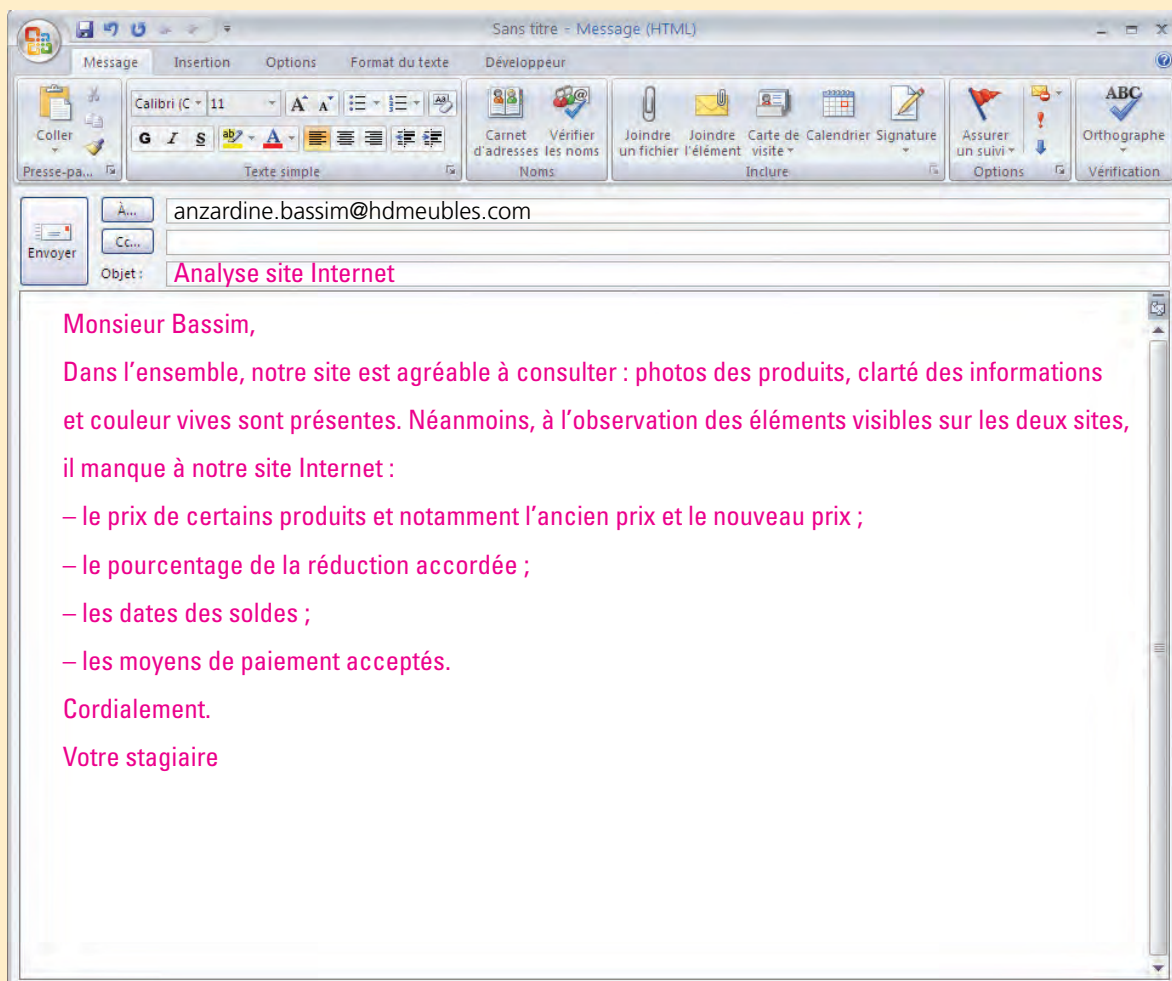 Sans titre - Message (HTML)
Message Insertion Options Format du texte Développeur
Coller
Calibri (C 11
G I S ab A
Carnet d'adresses
Vérifier les noms
Joindre un fichier
Joindre l'élément
Carte de visite
Calendrier
Signature
Assurer un suivi
ABC
Orthographe
Presse-pa... Texte simple Noms Inclure Options Vérification
Envoyer
À... anzardine.bassim@hdmeubles.com
Cc...
Objet : Analyse site Internet
Monsieur Bassim,
Dans l'ensemble, notre site est agréable à consulter : photos des produits, clarté des informations
et couleur vives sont présentes. Néanmoins, à l'observation des éléments visibles sur les deux sites,
il manque à notre site Internet :
– le prix de certains produits et notamment l'ancien prix et le nouveau prix ;
– le pourcentage de la réduction accordée ;
– les dates des soldes ;
– les moyens de paiement acceptés.
Cordialement.
Votre stagiaire